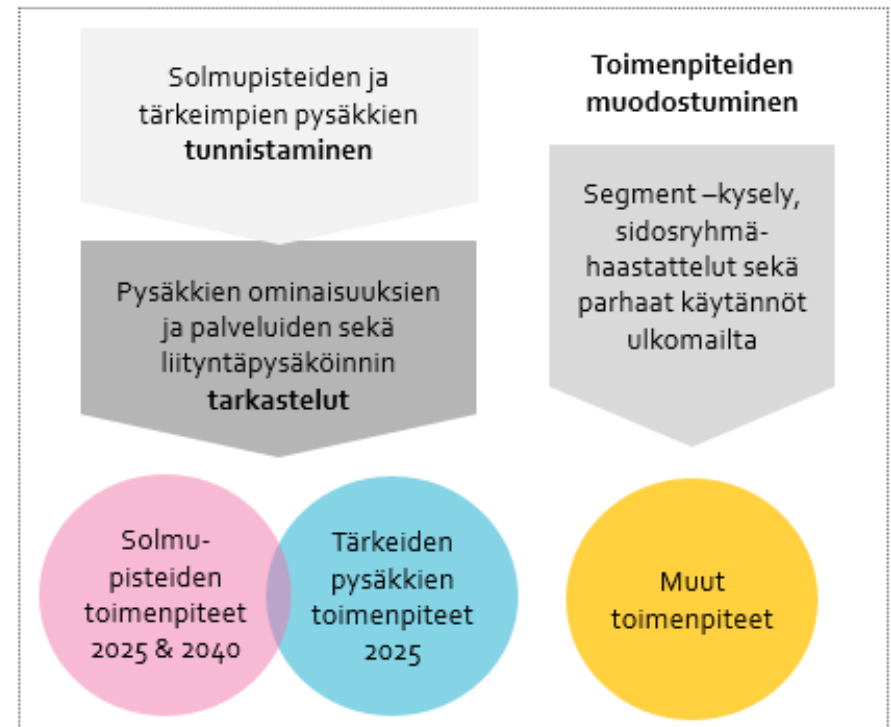 Solmupisteiden ja
tärkeimpien pysäkkien
tunnistaminen
Pysäkkien ominaisuuksien
ja palveluiden sekä
liityntäpysäköinnin
tarkastelut
Solmu-
pisteiden
toimenpiteet
2025 & 2040
Tärkeiden
pysäkkien
toimenpiteet
2025
Toimenpiteiden
muodostuminen
Segment –kysely,
sidosryhmä-
haastattelut sekä
parhaat käytännöt
ulkomailta
Muut
toimenpiteet